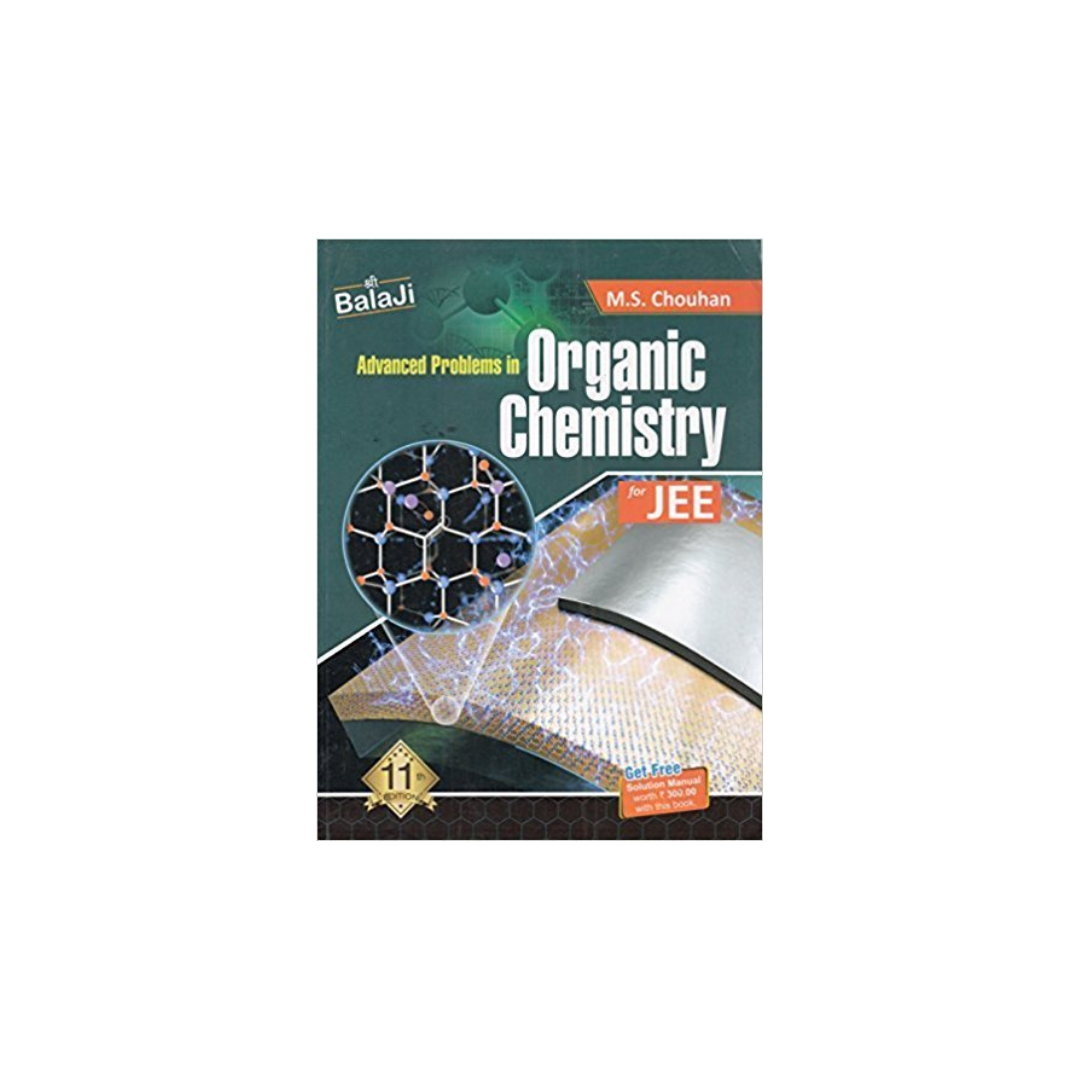 श्री
BalaJi
M.S. Chouhan
Advanced Problems in Organic
Chemistry
for JEE
11th
EDITION
Get Free
Solution Manual
worth ₹ 300.00
with this book.